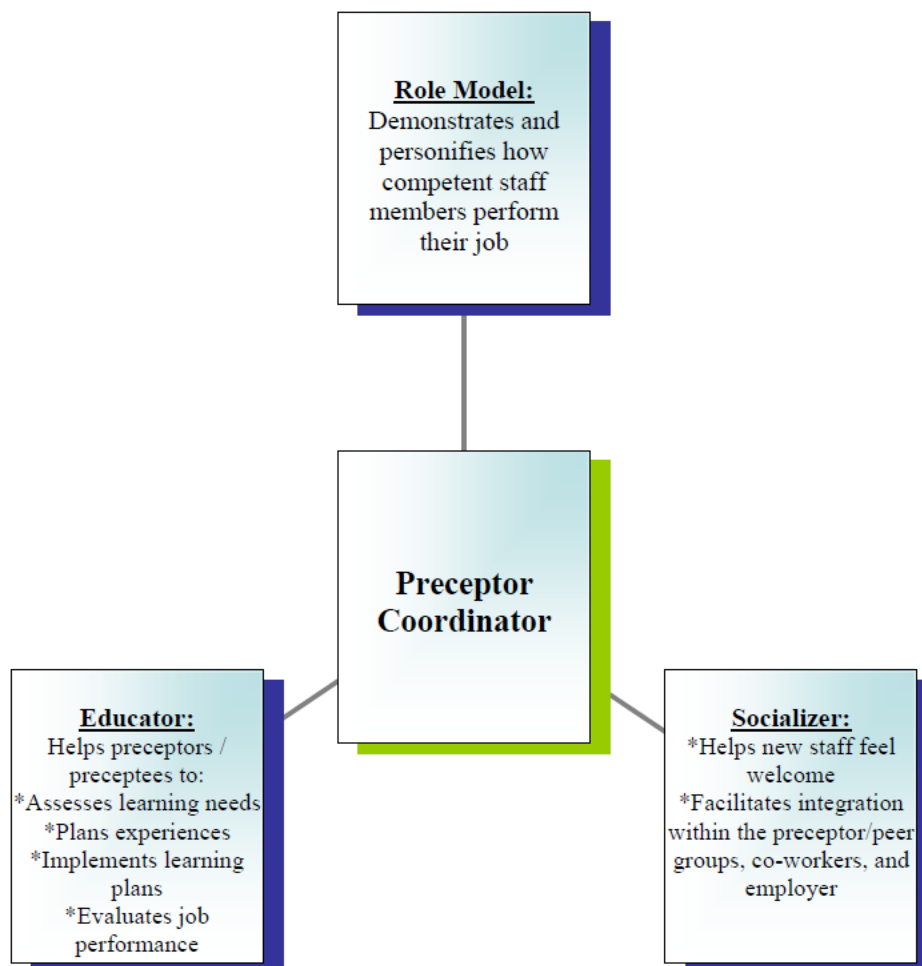 Role Model:
Demonstrates and
personifies how
competent staff
members perform
their job
Preceptor
Coordinator
Educator:
Helps preceptors /
preceptees to:
*Assesses learning needs
*Plans experiences
*Implements learning
plans
*Evaluates job
performance
Socializer:
*Helps new staff feel
welcome
*Facilitates integration
within the preceptor/peer
groups, co-workers, and
employer